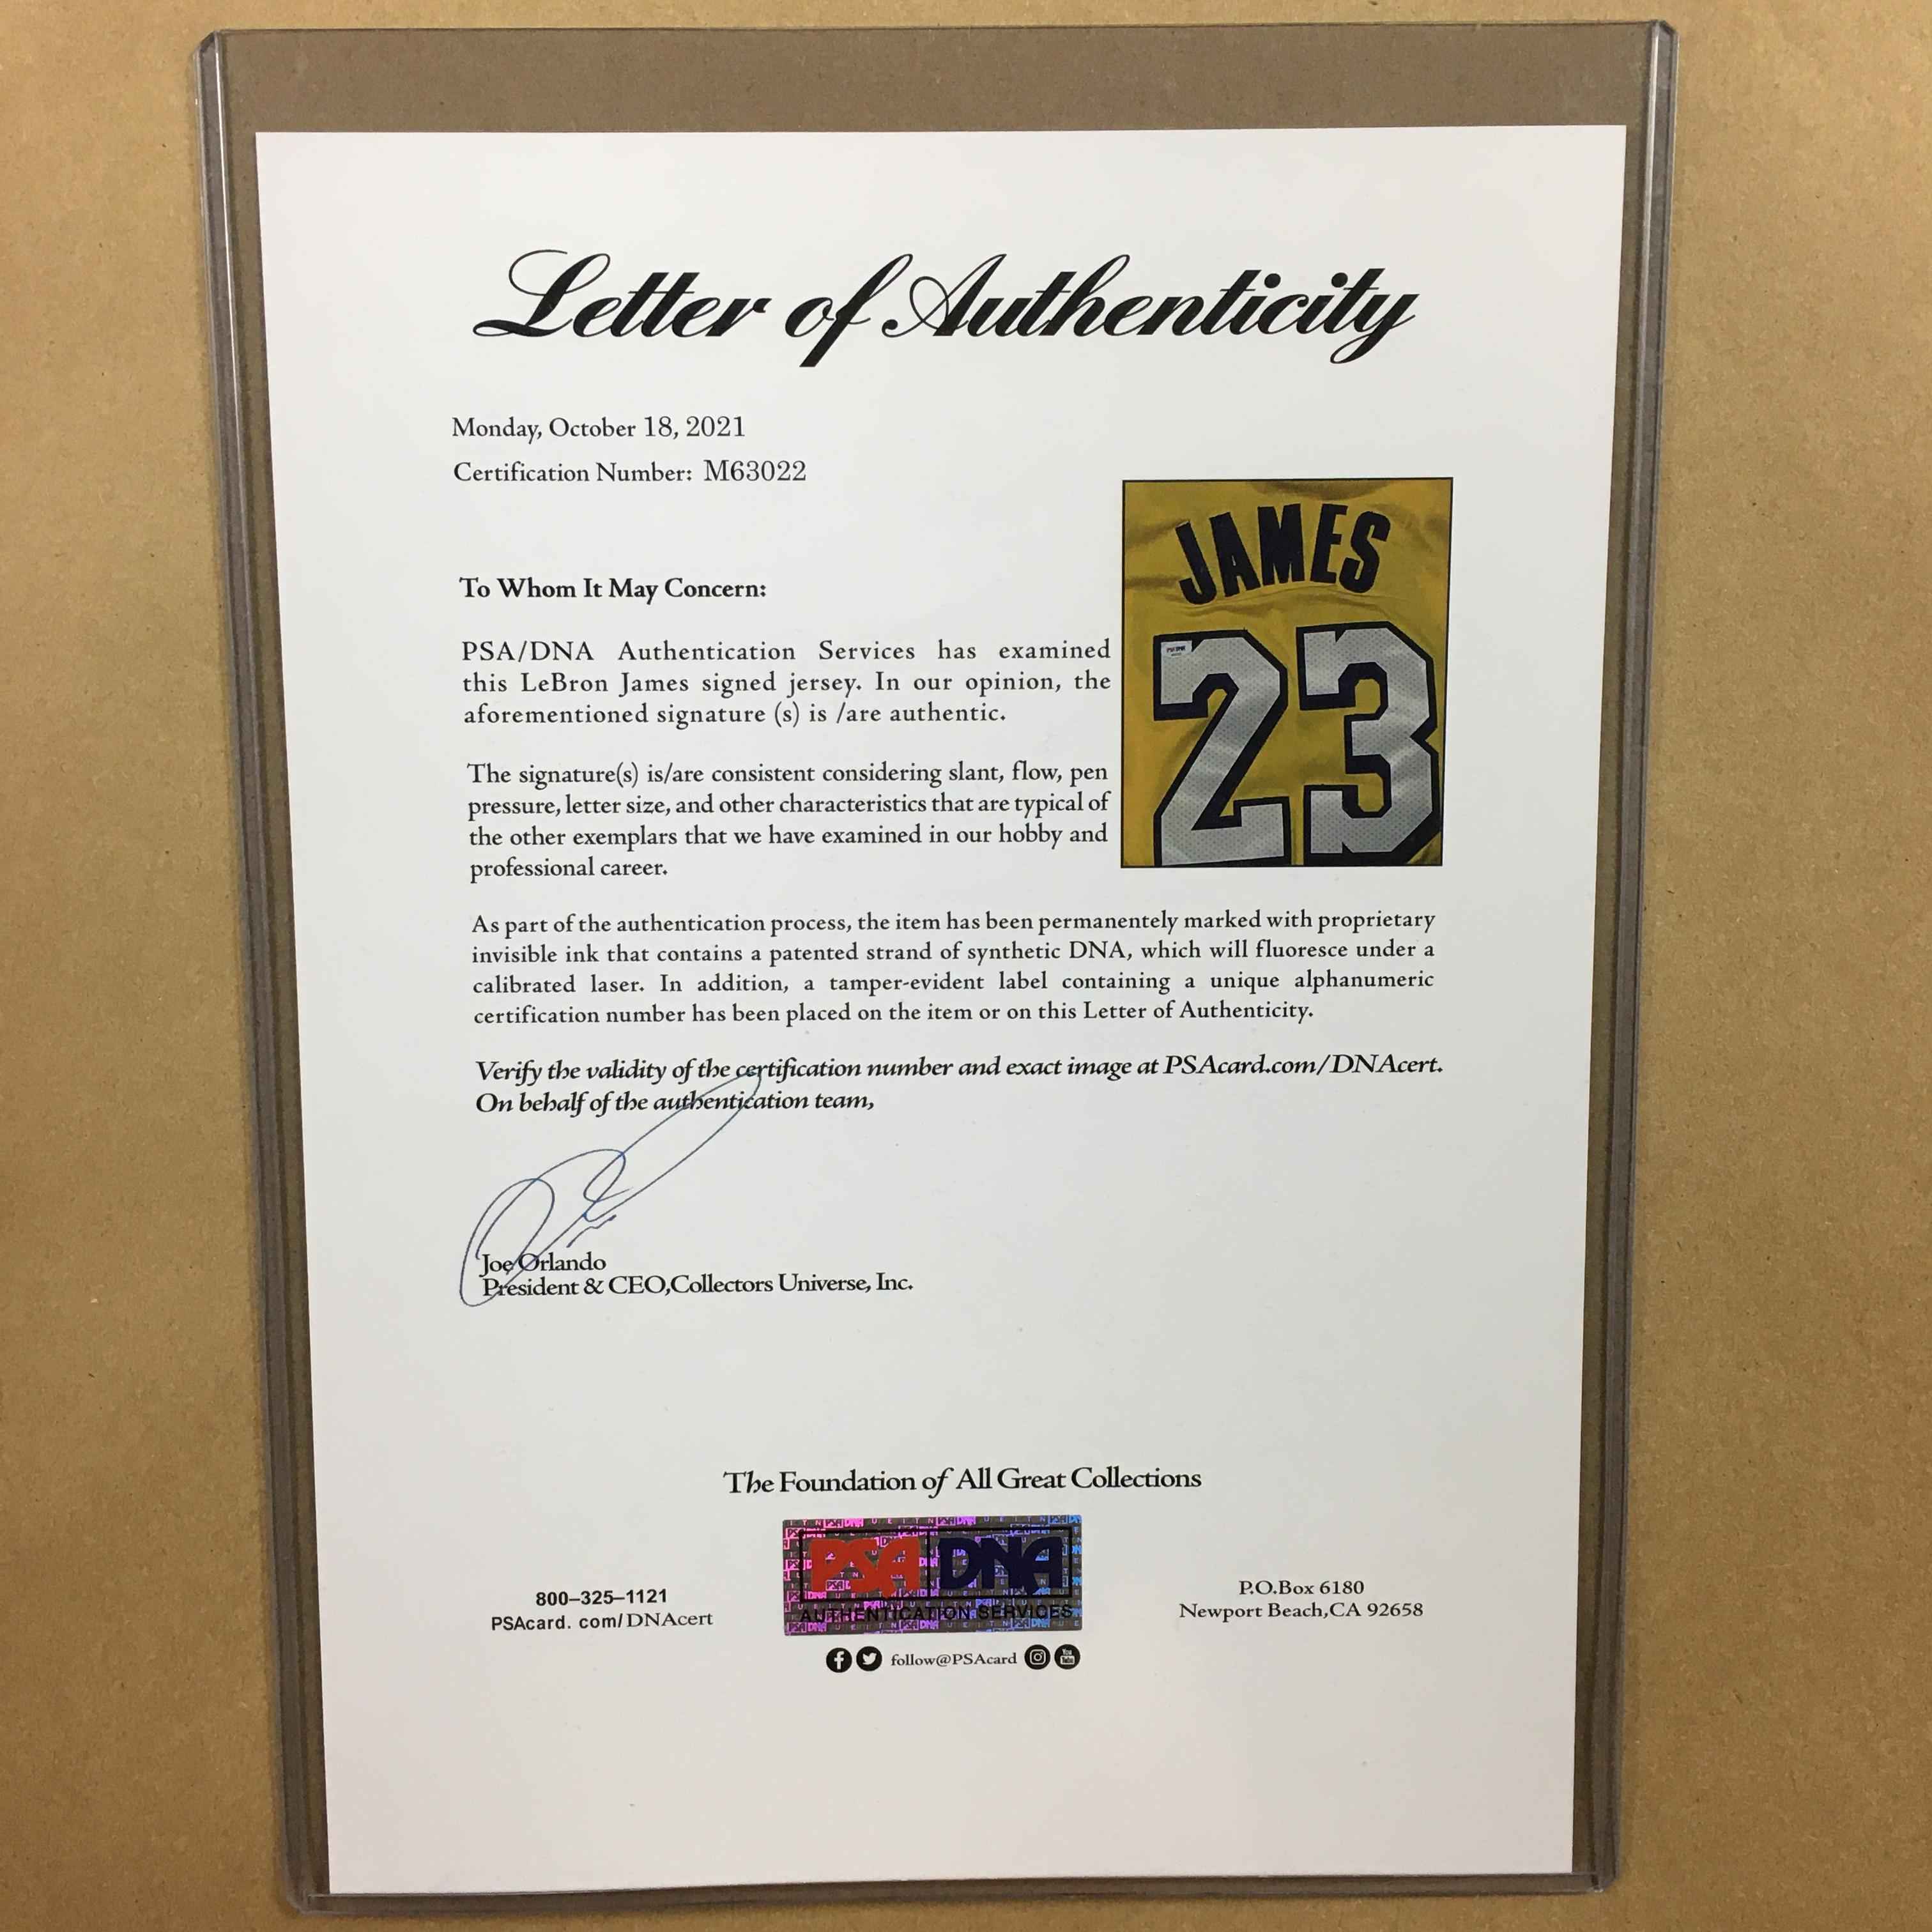 Letter of Authenticity
Monday, October 18, 2021
Certification Number: M63022
JAMES
23
To Whom It May Concern:
PSA/DNA Authentication Services has examined
this LeBron James signed jersey. In our opinion, the
aforementioned signature (s) is /are authentic.
The signature(s) is/are consistent considering slant, flow, pen
pressure, letter size, and other characteristics that are typical of
the other exemplars that we have examined in our hobby and
professional career.
As part of the authentication process, the item has been permanentely marked with proprietary
invisible ink that contains a patented strand of synthetic DNA, which will fluoresce under a
calibrated laser. In addition, a tamper-evident label containing a unique alphanumeric
certification number has been placed on the item or on this Letter of Authenticity.
Verify the validity of the certification number and exact image at PSAcard.com/DNAcert.
On behalf of the authentication team,
Joe Orlando
President & CEO,Collectors Universe, Inc.
The Foundation of All Great Collections
PSA DNA
AUTHENTICATION SERVICES
800–325–1121
PSAcard. com/DNAcert
P.O.Box 6180
Newport Beach,CA 92658
follow@PSAcard